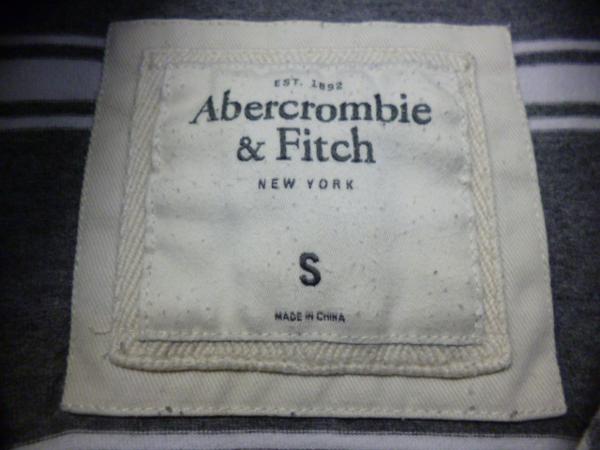 EST. 1892
Abercrombie
& Fitch
NEW YORK
S
MADE IN CHINA